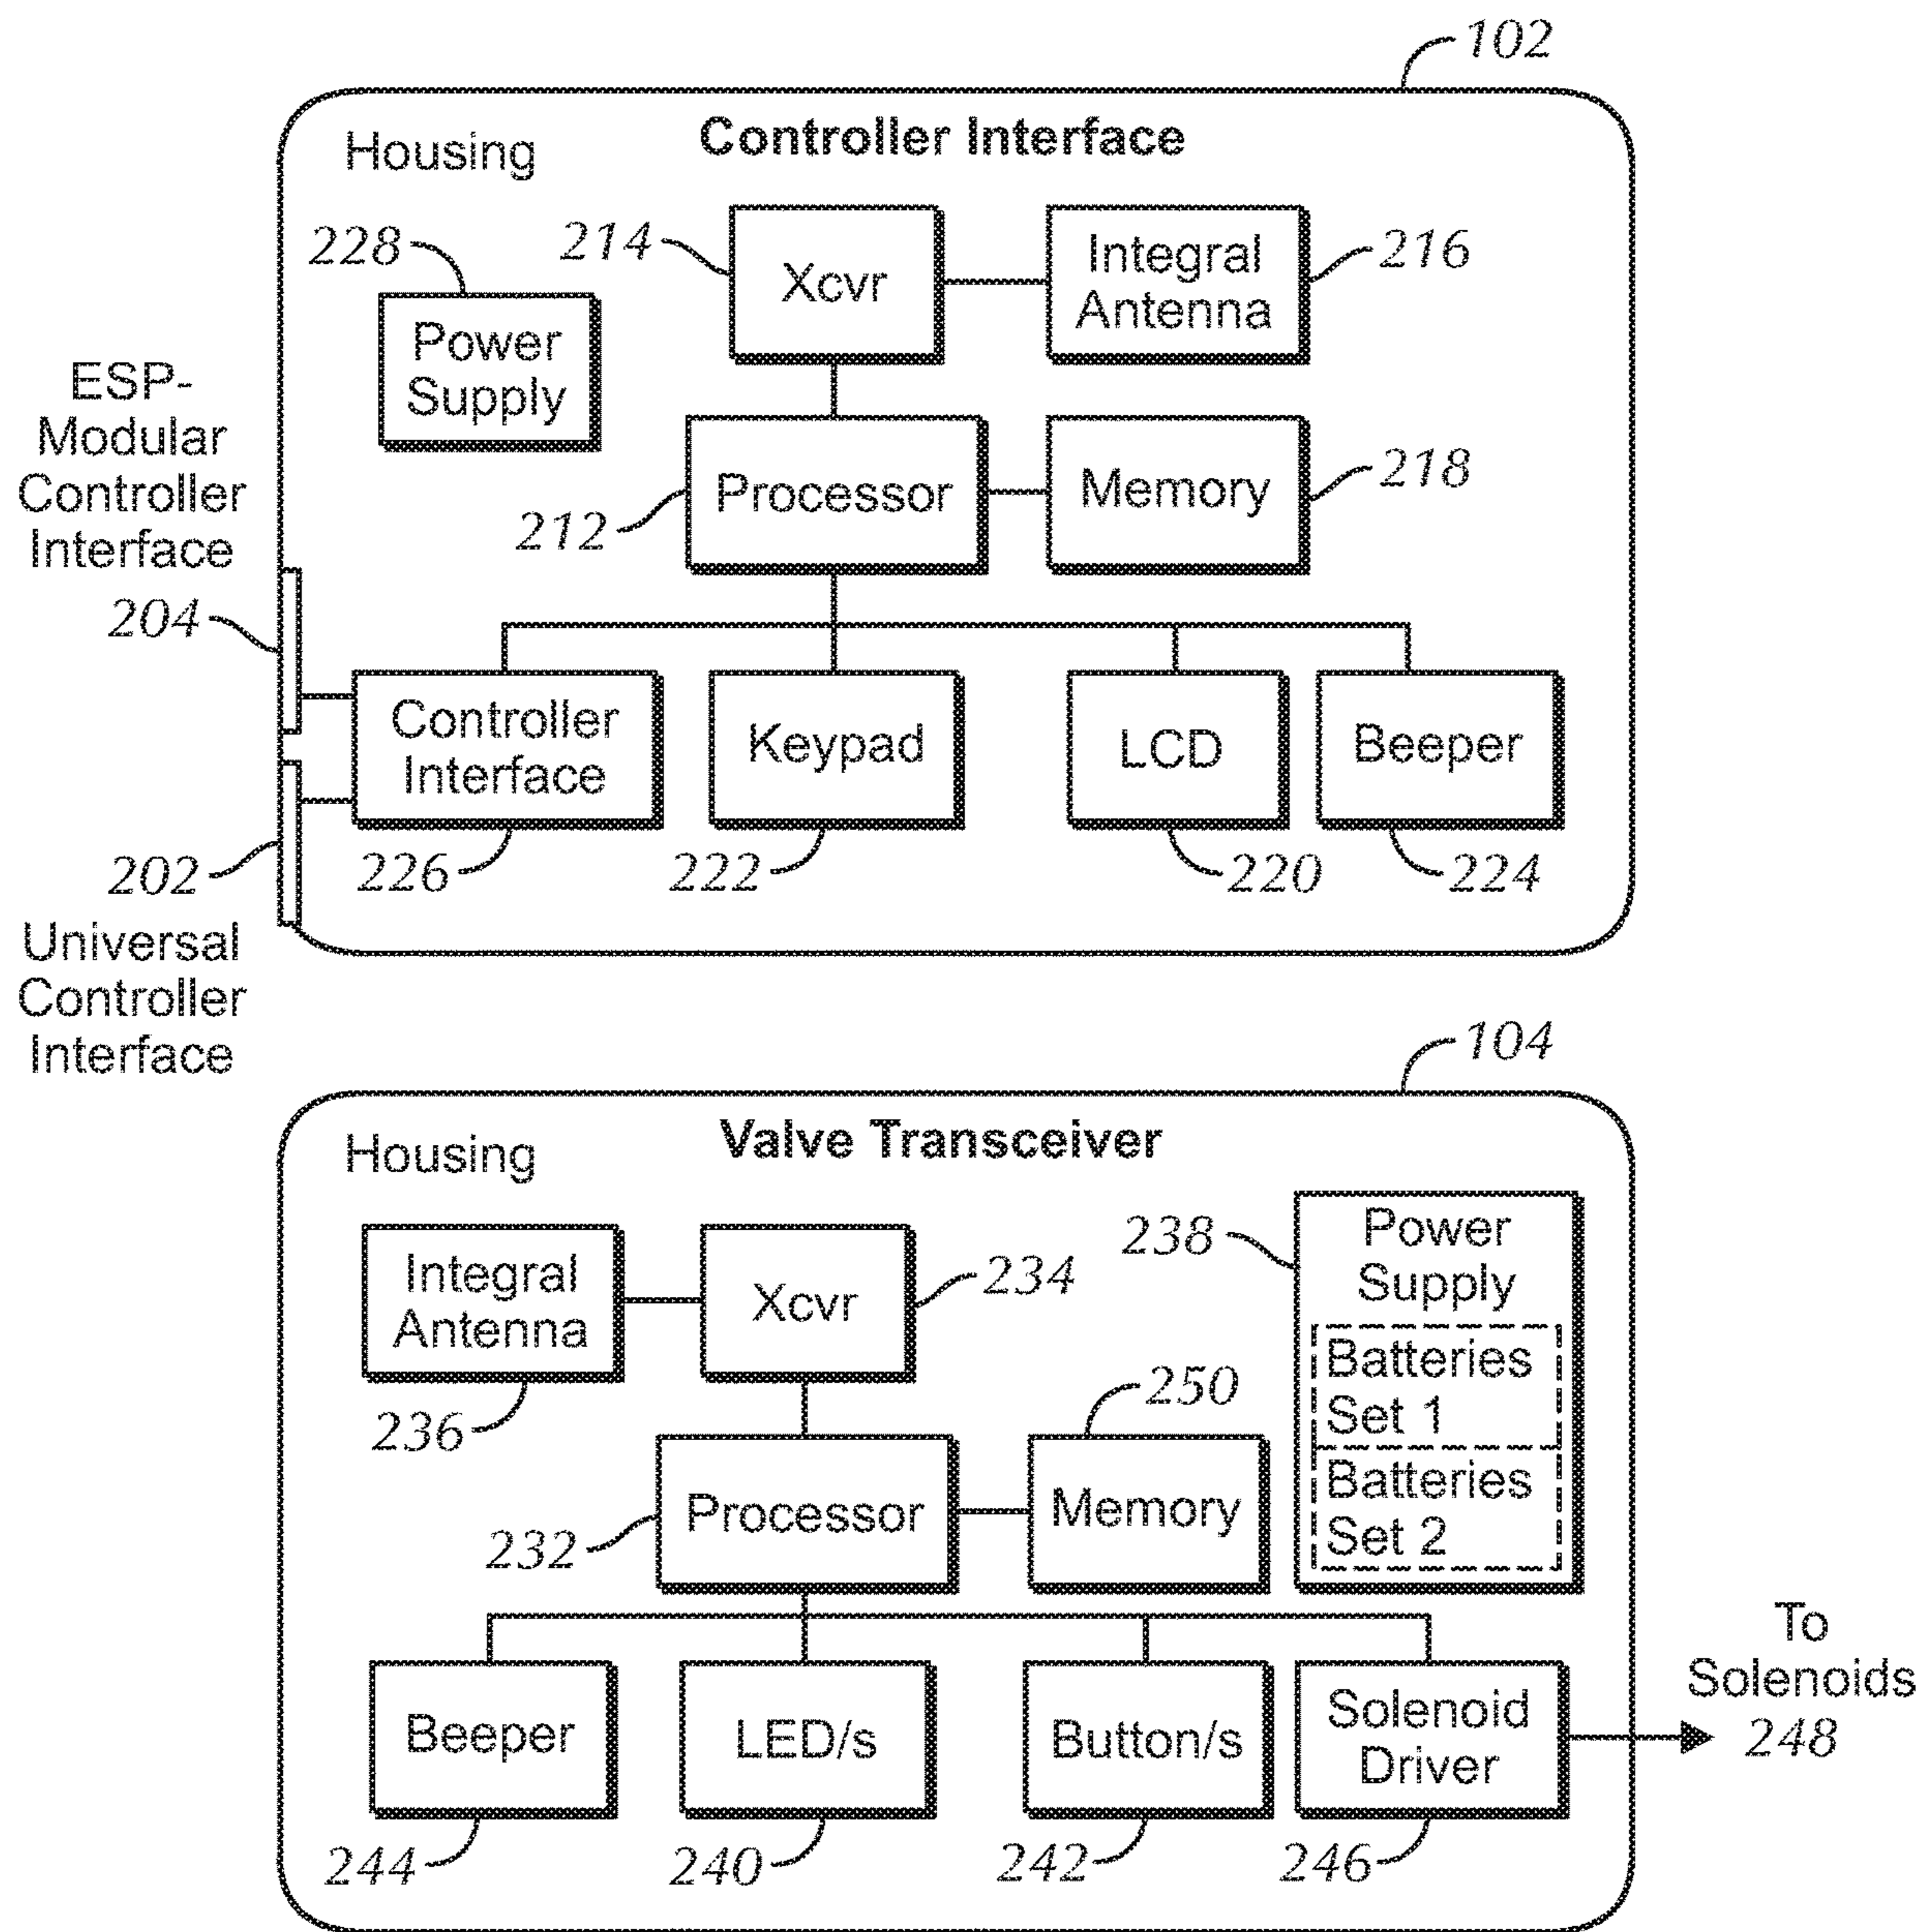 102
Controller Interface
Housing
228
214
Xcvr
Integral
Antenna
216
Power
Supply
ESP-
Modular
Controller
Interface
212
Processor
Memory
218
204
Controller
Interface
Keypad
LCD
Beeper
202
226
222
220
224
Universal
Controller
Interface
104
Valve Transceiver
Housing
Integral
Antenna
236
Xcvr
234
238
Power
Supply
Batteries
Set 1
Batteries
Set 2
250
232
Processor
Memory
Beeper
LED/s
Button/s
Solenoid
Driver
To
Solenoids
248
244
240
242
246